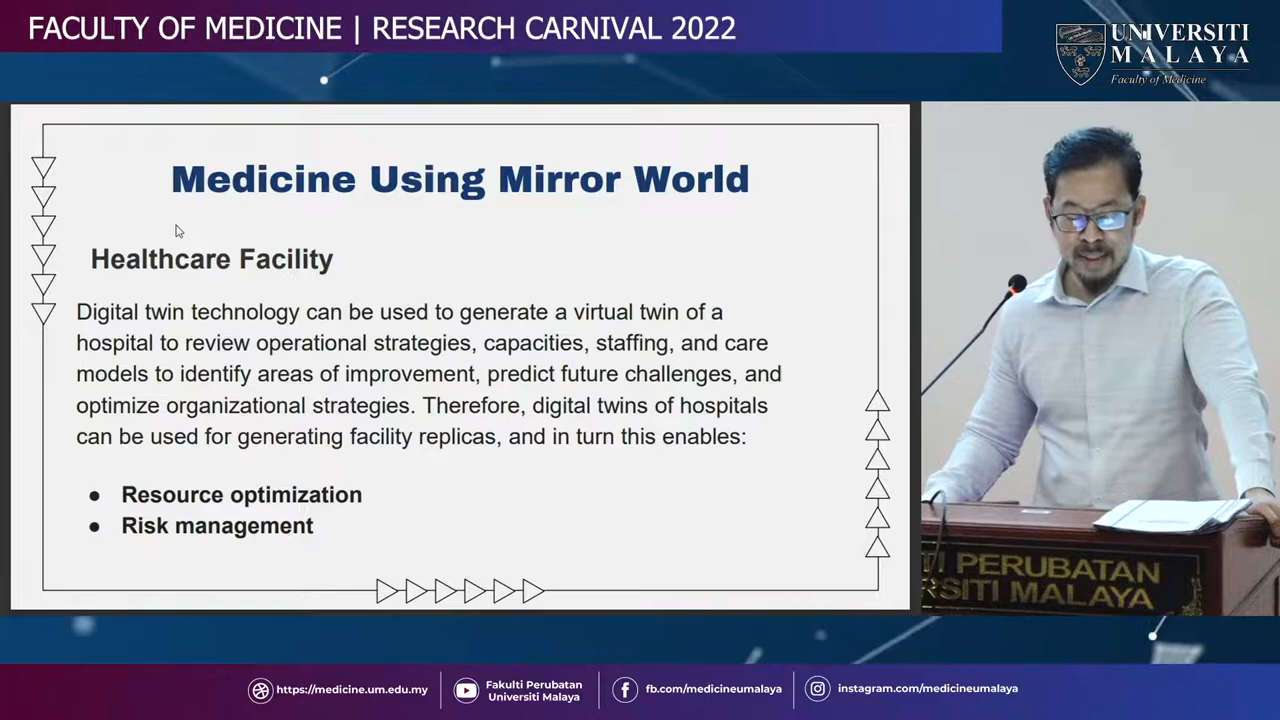 FACULTY OF MEDICINE | RESEARCH CARNIVAL 2022
UNIVERSITI
MALAYA
Faculty of Medicine
Medicine Using Mirror World
Healthcare Facility
Digital twin technology can be used to generate a virtual twin of a
hospital to review operational strategies, capacities, staffing, and care
models to identify areas of improvement, predict future challenges, and
optimize organizational strategies. Therefore, digital twins of hospitals
can be used for generating facility replicas, and in turn this enables:
● Resource optimization
● Risk management
TI PERUBATAN
RSITI MALAYA
https://medicine.um.edu.my
Fakulti Perubatan
Universiti Malaya
fb.com/medicineumalaya
instagram.com/medicineumalaya